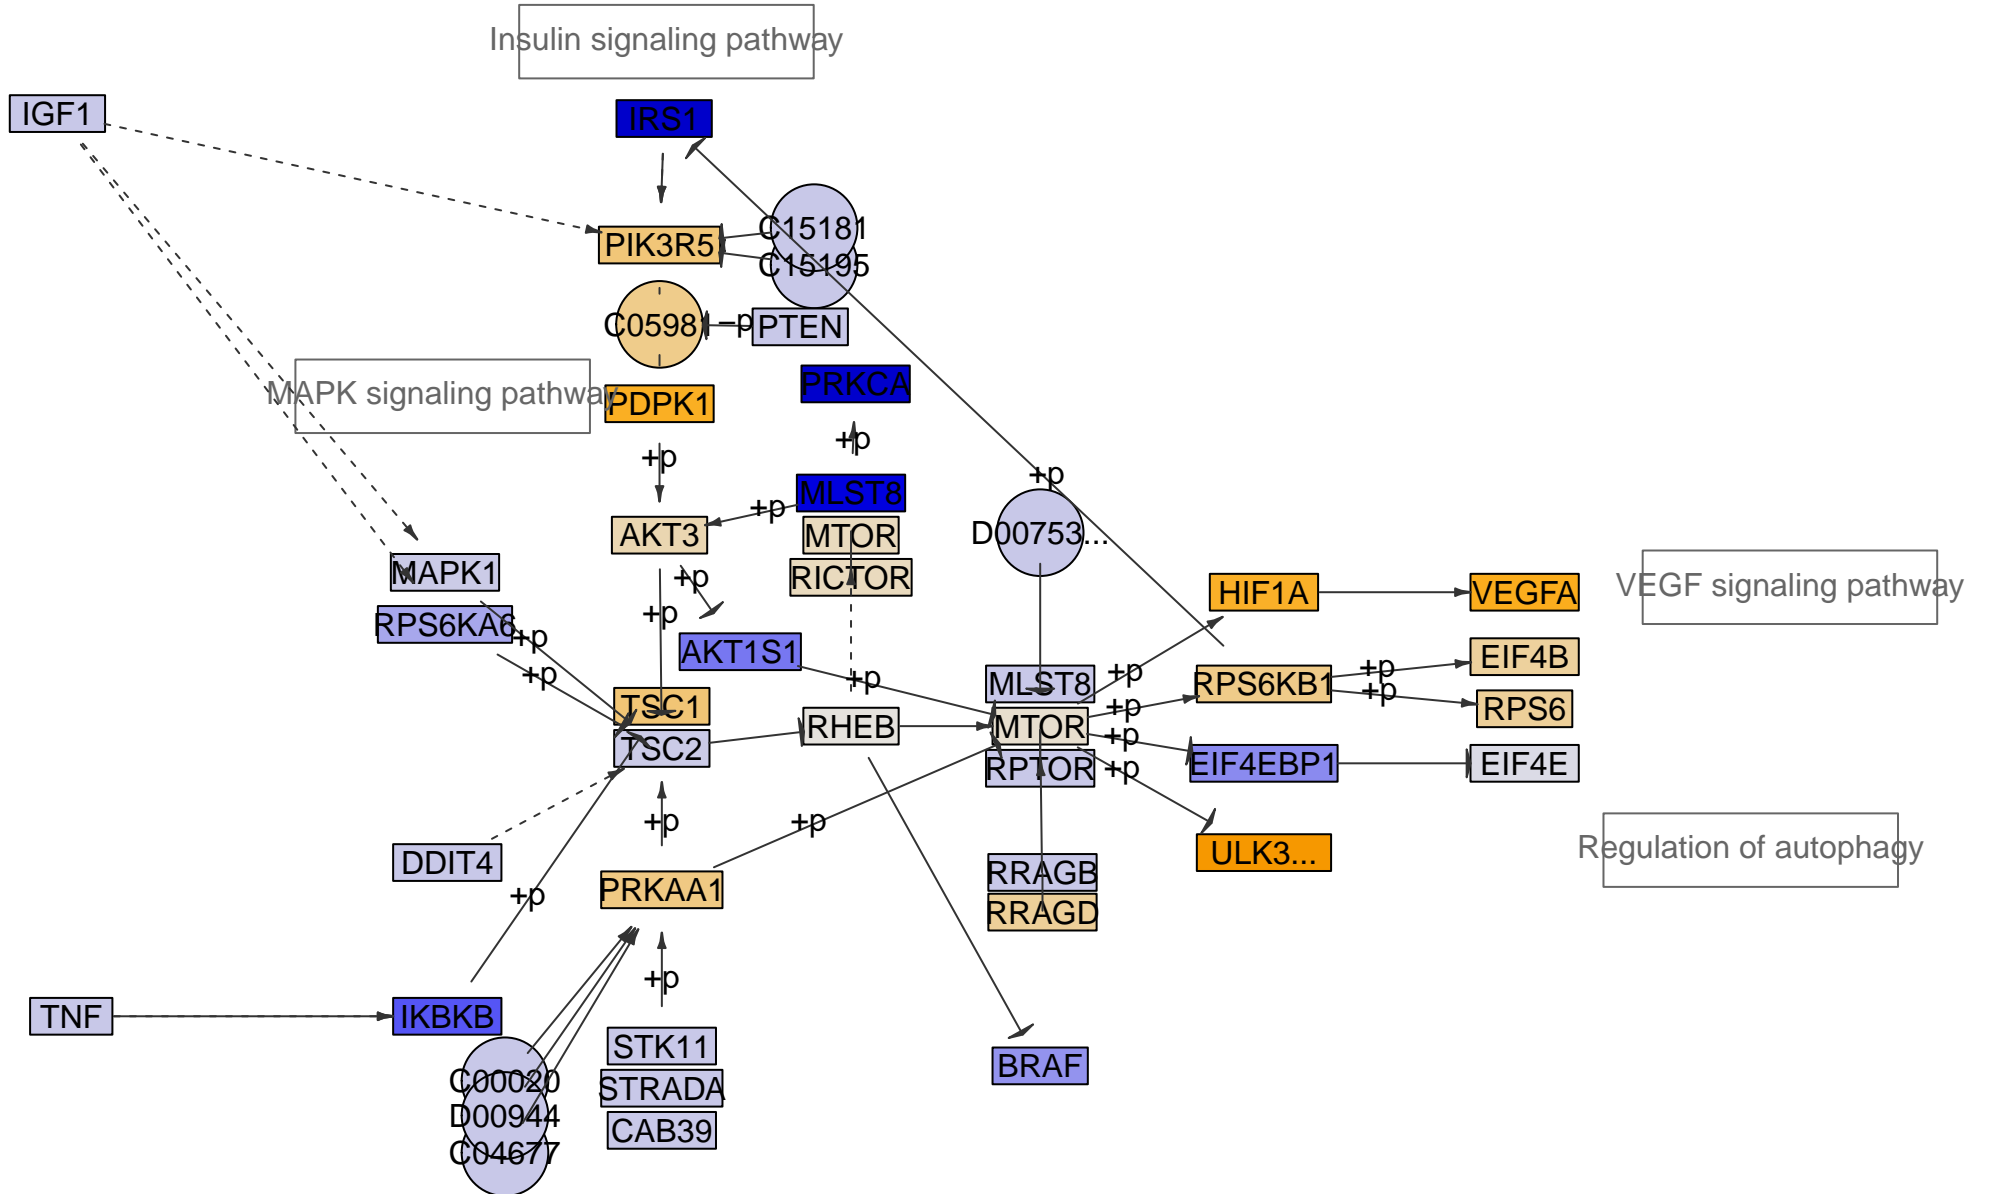 Insulin signaling pathway
IGF1
IRS1
C15181
PIK3R5
C15195
C05981
-p
PTEN
PRKCA
MAPK signaling pathway
PDPK1
+p
+p
+p
MLST8
+p
AKT3
MTOR
D00753...
MAPK1
+p
RICTOR
HIF1A
VEGFA
VEGF signaling pathway
+p
RPS6KA6
+p
AKT1S1
EIF4B
+p
+p
+p
+p
MLST8
RPS6KB1
+p
TSC1
+p
RPS6
RHEB
MTOR
+p
TSC2
RPTOR
+p
EIF4EBP1
EIF4E
+p
+p
DDIT4
ULK3...
Regulation of autophagy
RRAGB
+p
PRKAA1
RRAGD
+p
TNF
IKBKB
STK11
BRAF
C00020
STRADA
D00944
CAB39
C04677